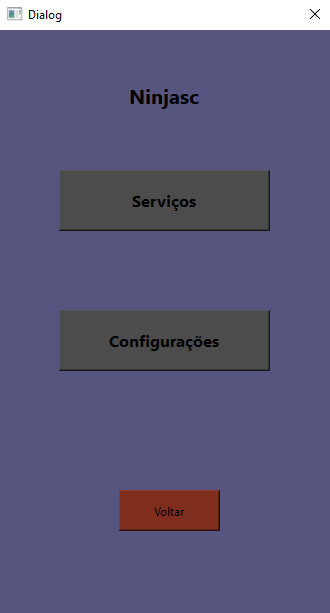 Dialog
Ninjasc
Serviços
Configurações
Voltar